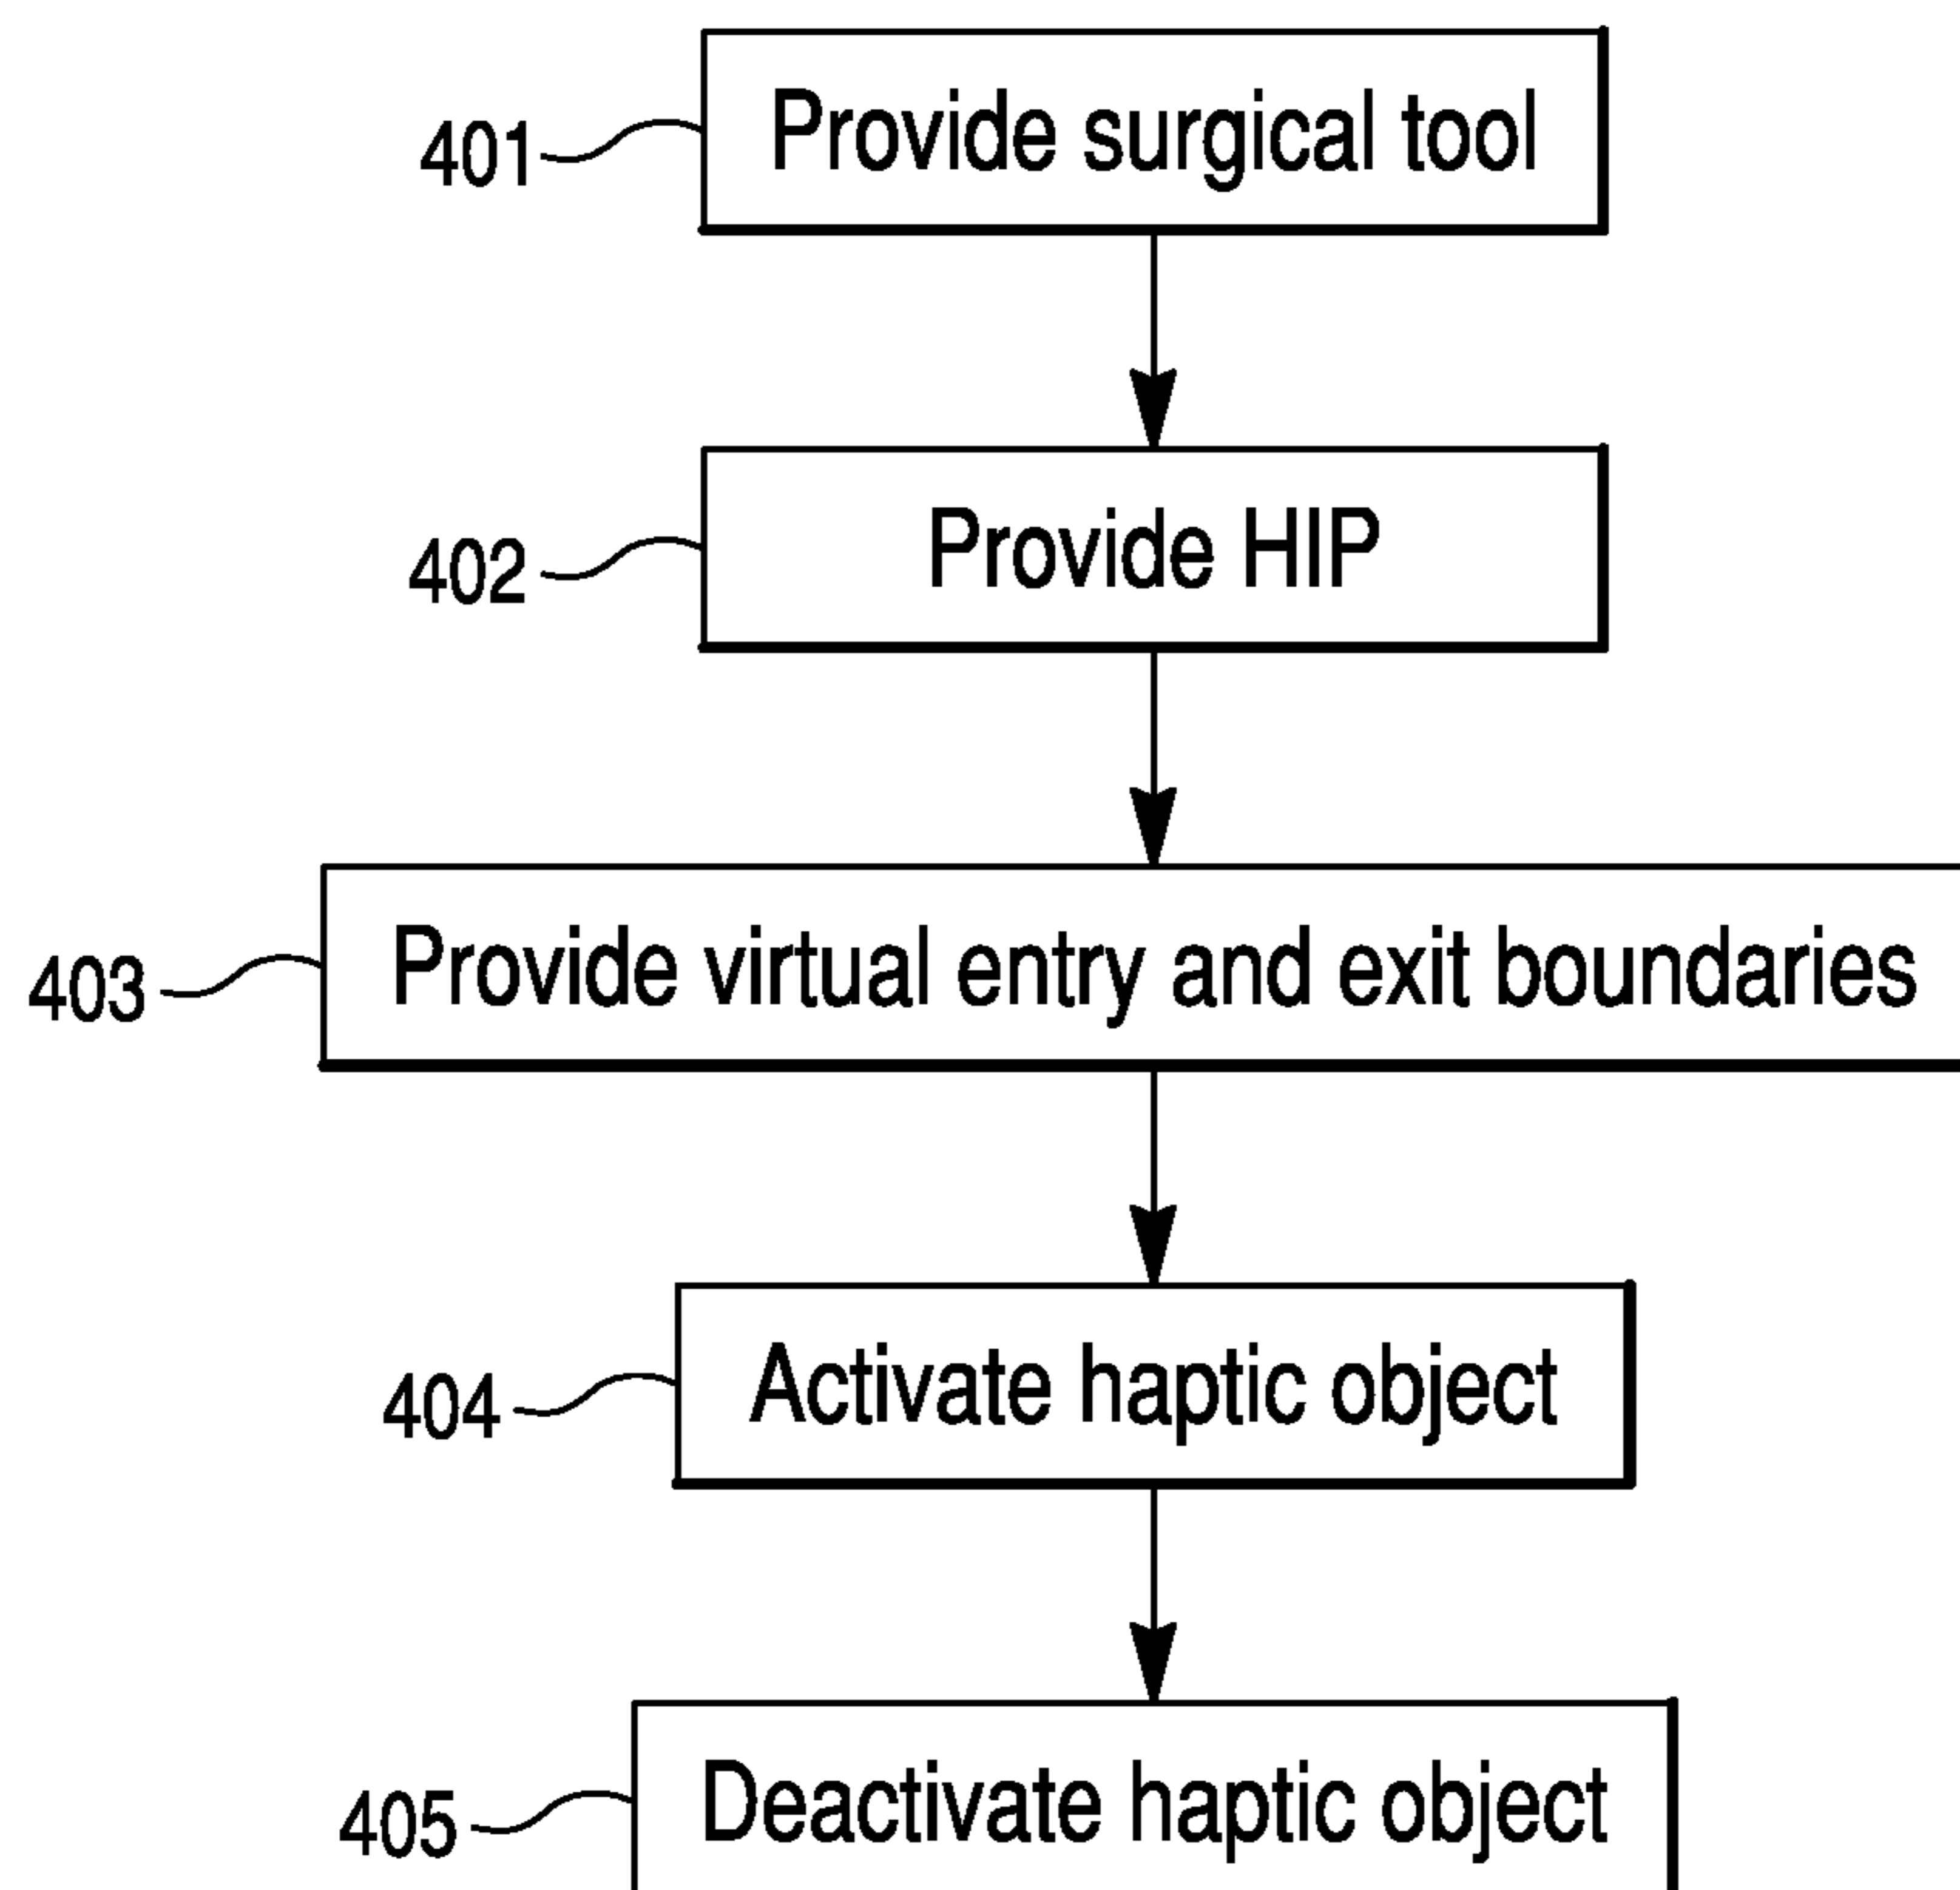 401 Provide surgical tool
402 Provide HIP
403 Provide virtual entry and exit boundaries
404 Activate haptic object
405 Deactivate haptic object